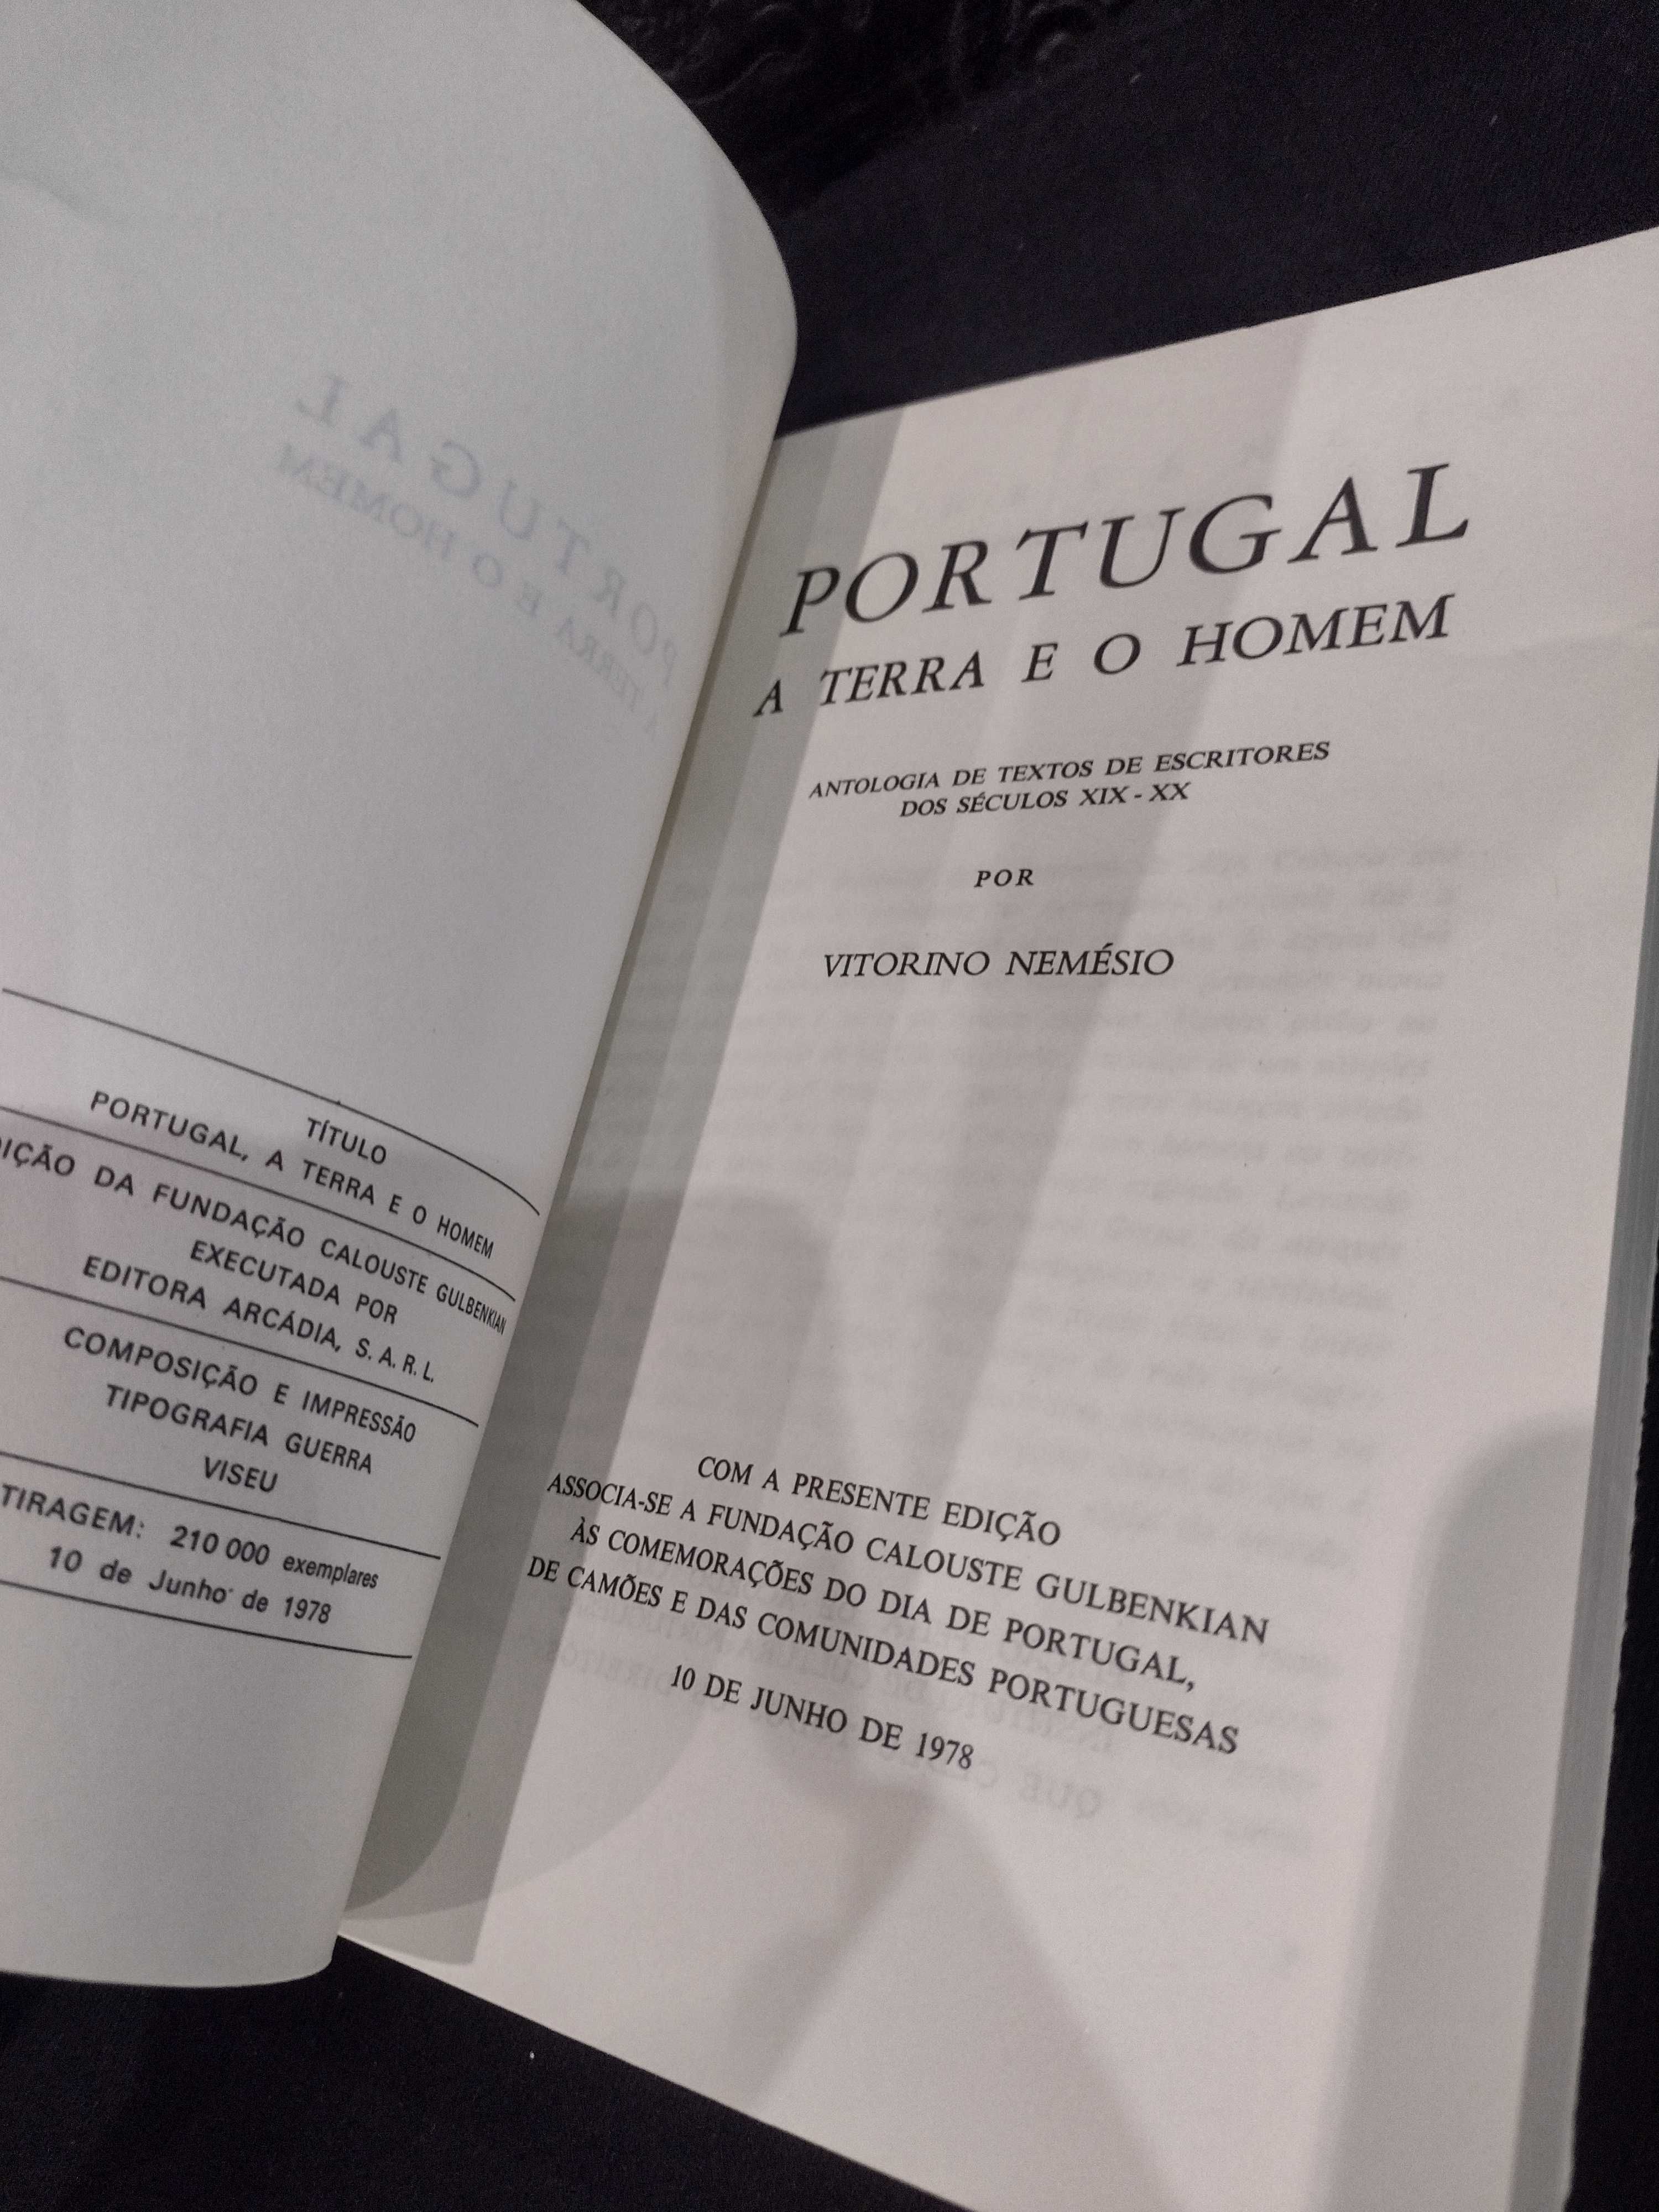 TÍTULO
PORTUGAL, A TERRA E O HOMEM
DA FUNDAÇÃO CALOUSTE GULBENKIAN
EXECUTADA POR
EDITORA ARCÁDIA, S. A. R. L.
COMPOSIÇÃO E IMPRESSÃO
TIPOGRAFIA GUERRA
VISEU
TIRAGEM: 210 000 exemplares
10 de Junho de 1978
PORTUGAL
A TERRA E O HOMEM
ANTOLOGIA DE TEXTOS DE ESCRITORES
DOS SÉCULOS XIX - XX
POR
VITORINO NEMÉSIO
COM A PRESENTE EDIÇÃO
ASSOCIA-SE A FUNDAÇÃO CALOUSTE GULBENKIAN
ÀS COMEMORAÇÕES DO DIA DE PORTUGAL,
DE CAMÕES E DAS COMUNIDADES PORTUGUESAS
10 DE JUNHO DE 1978